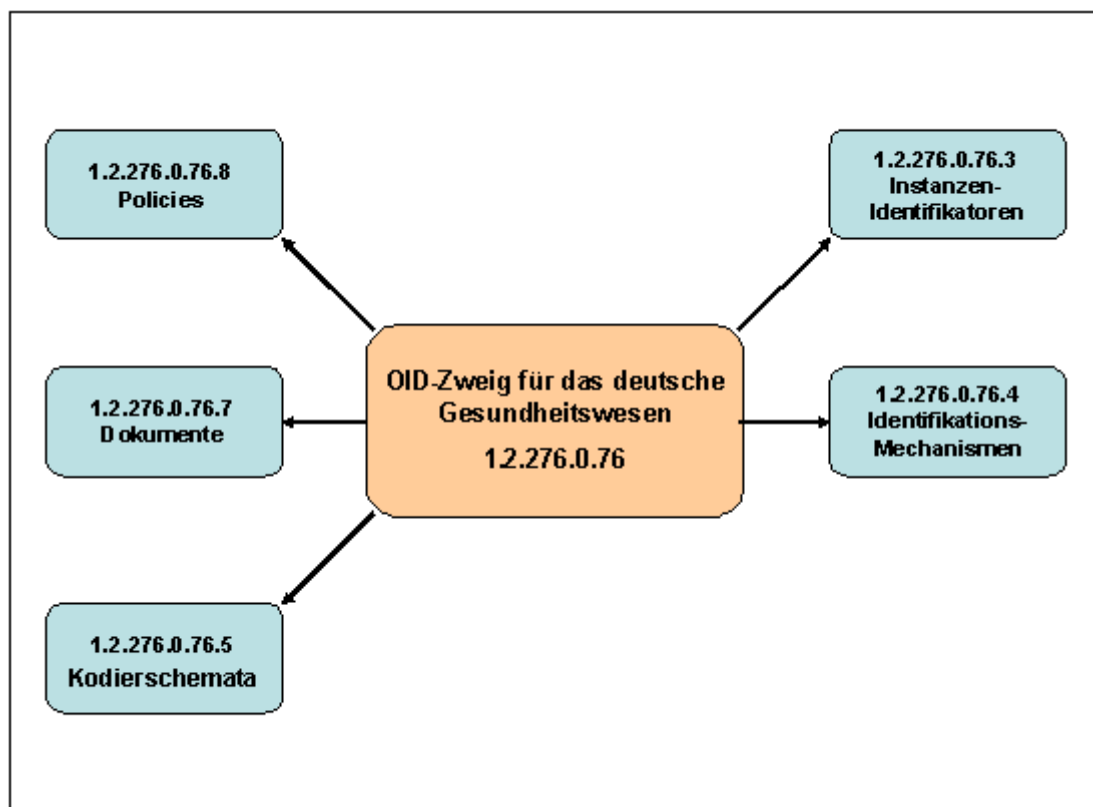 1.2.276.0.76.8
Policies
1.2.276.0.76.3
Instanzen-
Identifikatoren
OID-Zweig für das deutsche
Gesundheitswesen
1.2.276.0.76
1.2.276.0.76.7
Dokumente
1.2.276.0.76.4
Identifikations-
Mechanismen
1.2.276.0.76.5
Kodierschemata